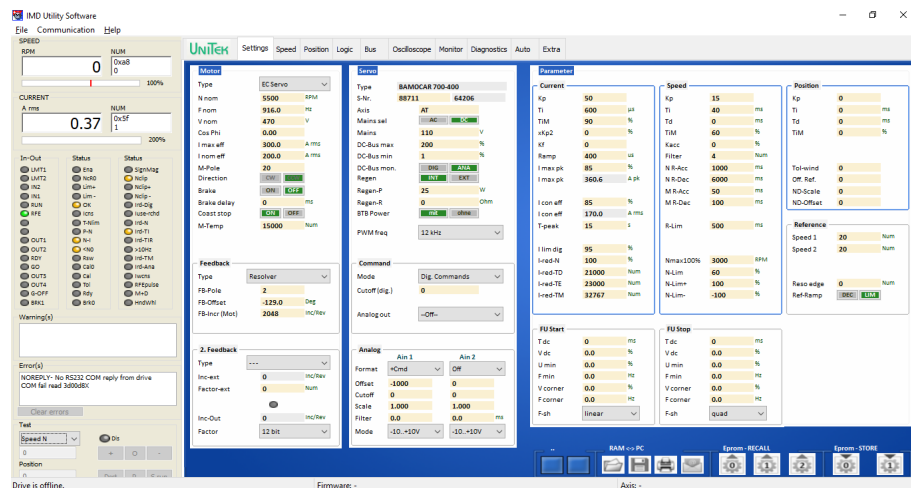 IMD Utility Software
File Communication Help
SPEED
RPM NUM
0 0xa8
0
100%
CURRENT
A rms NUM
0.37 0x5f
1
200%
In-Out Status Status
LMT1 Ena SignMag
LMT2 NcR0 Nclip
IN2 Lim+ Nclip+
IN1 Lim- Nclip-
RUN OK Ird-Dig
RFE Icns Iuse-rchd
T-Nlim Ird-N
P-N Ird-TI
OUT1 N-I Ird-TIR
OUT2 <N0 >10Hz
RDY Rsw Ird-TM
GO Cal0 Ird-Ana
OUT3 Cal Iwcns
OUT4 Tol RFEpulse
G-OFF Rdy M+D
BRK1 Brk0 HndWhl
Warning(s)
Error(s)
NOREPLY- No RS232 COM reply from drive
COM fail read 3d00dBX
Clear errors
Test
Speed N Dis
0 + O -
Position
Drive is offline. Firmware: - Axis: -
UNITEK Settings Speed Position Logic Bus Oscilloscope Monitor Diagnostics Auto Extra
Motor
Type EC Servo
N nom 5500 RPM
F nom 916.0 Hz
V nom 470 V
Cos Phi 0.00
I max eff 300.0 A rms
I nom eff 200.0 A rms
M-Pole 20
Direction CW
Brake ON OFF
Brake delay 0 ms
Coast stop ON OFF
M-Temp 15000 Num
Feedback
Type Resolver
FB-Pole 2
FB-Offset -129.0 Deg
FB-Incr (Mot) 2048 Inc/Rev
2. Feedback
Type ---
Inc-ext 0 Inc/Rev
Factor-ext 0 Num
Inc-Out 0 Inc/Rev
Factor 12 bit
Servo
Type BAMOCAR 700-400
S-Nr. 88711 64206
Axis AT
Mains sel AC DC
Mains 110 V
DC-Bus max 200 %
DC-Bus min 1 %
DC-Bus mon. DIG ANA
Regen INT EXT
Regen-P 25 W
Regen-R 0 Ohm
BTB Power mit ohne
PWM freq 12 kHz
Command
Mode Dig. Commands
Cutoff (dig.) 0
Analog out --Off--
Analog
Ain 1 Ain 2
Format +Cmd Off
Offset -1000 0
Cutoff 0 0
Scale 1.000 1.000
Filter 0.0 0.0 ms
Mode -10..+10V -10..+10V
Parameter
Current
Kp 50
Ti 600 µs
TiM 90 %
xKp2 0 %
Kf 0
Ramp 400 us
I max pk 85 %
I max pk 360.6 A pk
I con eff 85 %
I con eff 170.0 A rms
T-peak 15 s
I lim dig 95 %
I-red-N 100 %
I-red-TD 21000 Num
I-red-TE 23000 Num
I-red-TM 32767 Num
Speed
Kp 15
Ti 40 ms
Td 0 ms
TiM 60 %
Kacc 0 %
Filter 4 Num
N R-Acc 1000 ms
N R-Dec 6000 ms
M R-Acc 50 ms
M R-Dec 100 ms
R-Lim 500 ms
Nmax100% 3000 RPM
N-Lim 60 %
N-Lim+ 100 %
N-Lim- -100 %
Position
Kp 0
Ti 0 ms
Td 0 ms
TiM 0 %
Tol-wind 0
Off. Ref. 0
ND-Scale 0
ND-Offset 0
Reference
Speed 1 20 Num
Speed 2 20 Num
Reso edge 0 Num
Ref-Ramp DEC LIM
FU Start
T dc 0 ms
V dc 0.0 %
U min 0.0 %
F min 0.0 Hz
V corner 0.0 %
F corner 0.0 Hz
F-sh linear
FU Stop
T dc 0 ms
V dc 0.0 %
U min 0.0 %
F min 0.0 Hz
V corner 0.0 %
F corner 0.0 Hz
F-sh quad
.. RAM <-> PC Eprom - RECALL Eprom - STORE
0 1 2 0 1